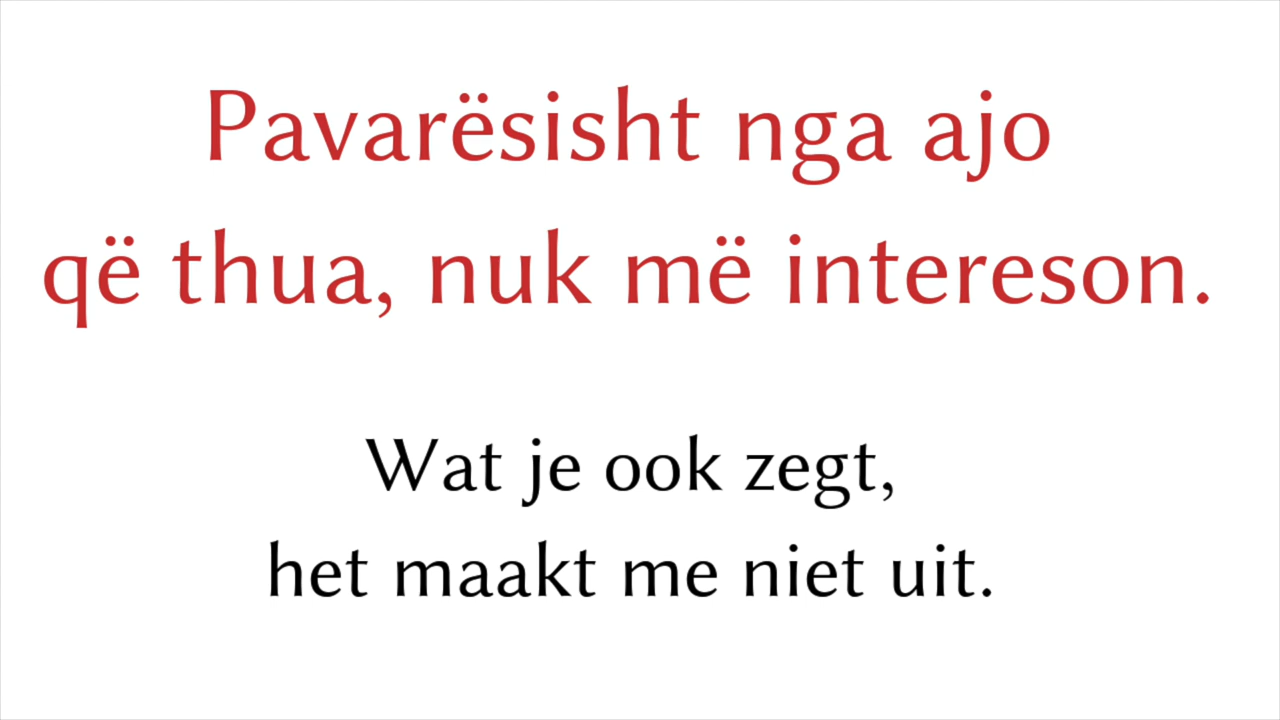 Pavarësisht nga ajo
që thua, nuk më intereson.
Wat je ook zegt,
het maakt me niet uit.